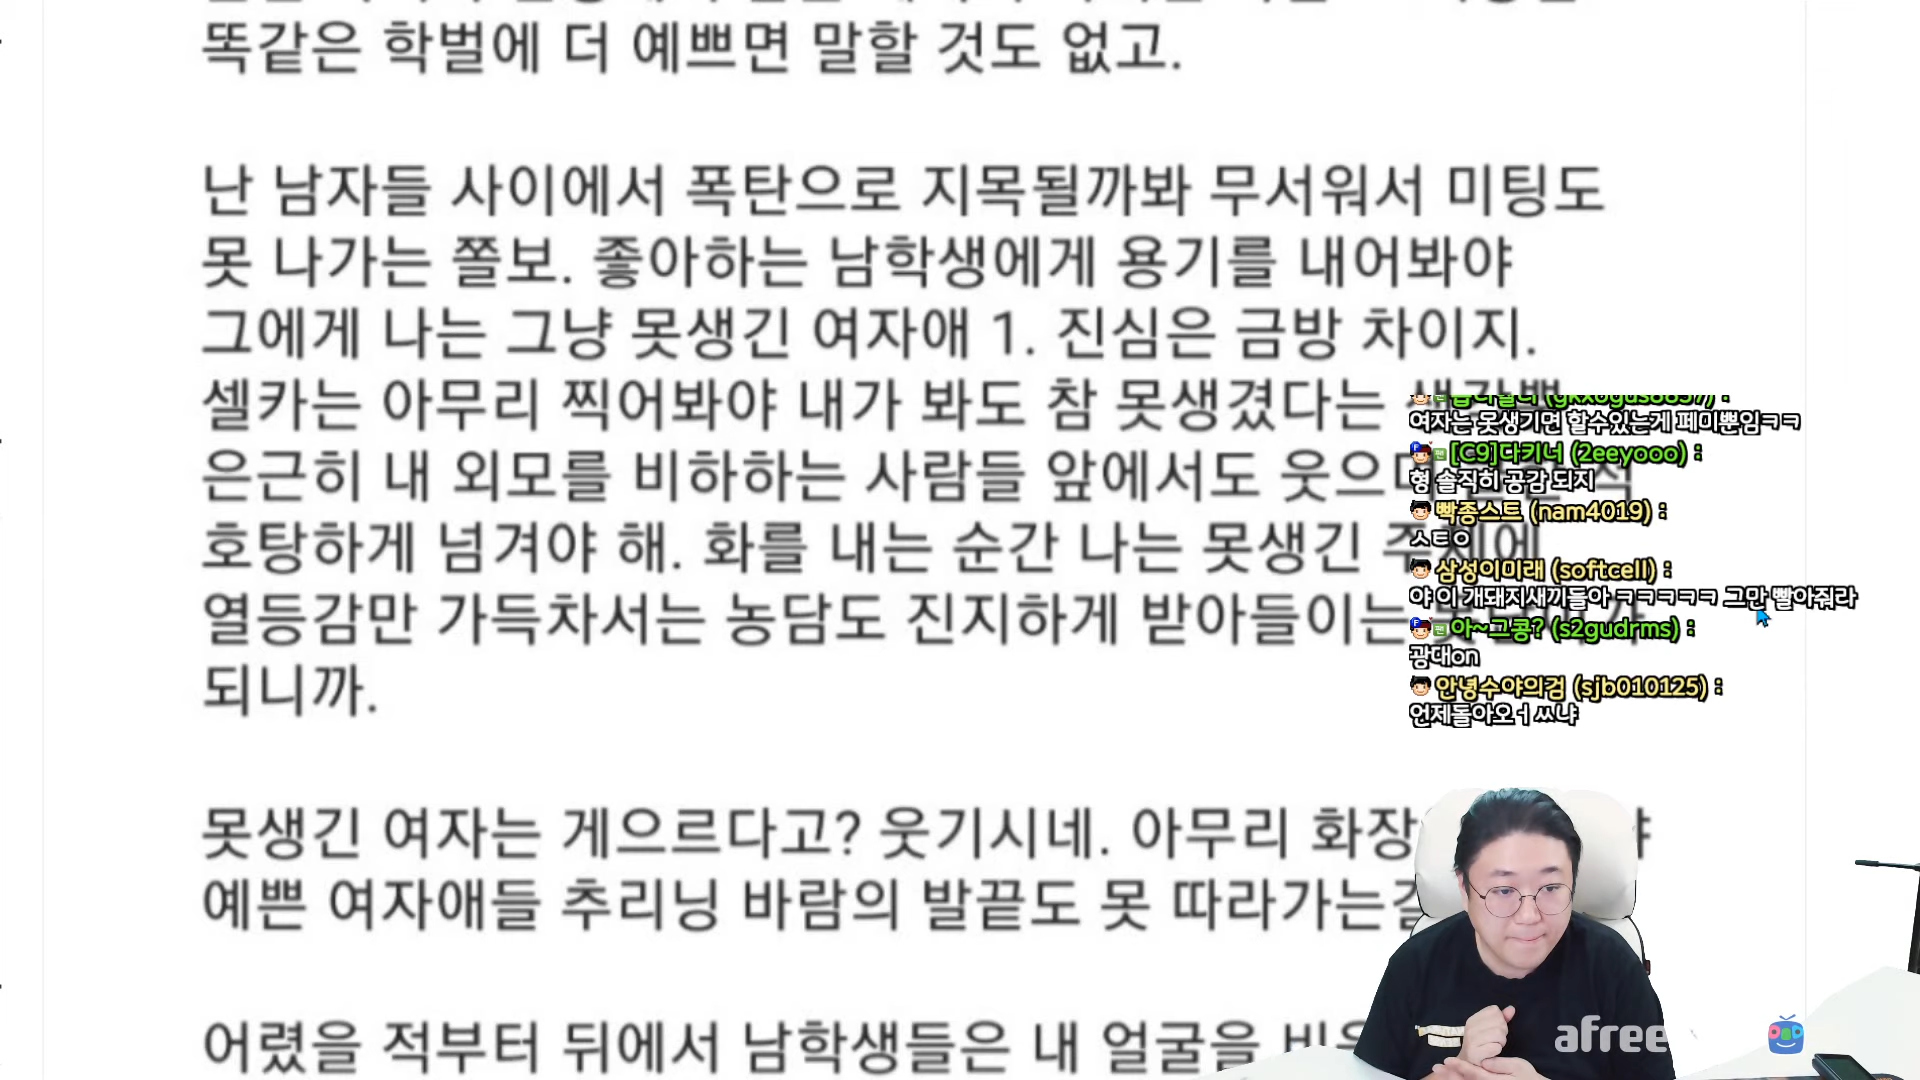 똑같은 학벌에 더 예쁘면 말할 것도 없고.
난 남자들 사이에서 폭탄으로 지목될까봐 무서워서 미팅도
못 나가는 쫄보. 좋아하는 남학생에게 용기를 내어봐야
그에게 나는 그냥 못생긴 여자애 1. 진심은 금방 차이지.
셀카는 아무리 찍어봐야 내가 봐도 참 못생겼다는
은근히 내 외모를 비하하는 사람들 앞에서도 웃으며
호탕하게 넘겨야 해. 화를 내는 순간 나는 못생긴 주제에
열등감만 가득차서는 농담도 진지하게 받아들이는
되니까.
못생긴 여자는 게으르다고? 웃기시네. 아무리
예쁜 여자애들 추리닝 바람의 발끝도 못
어렸을 적부터 뒤에서 남학생들은 내 얼굴을
여자는 못생기면 할수있는게 페미뿐임ㅋㅋ
[C9]다키너 (2eeyooo) :
형 솔직히 공감 되지
빡종스트 (nam4019) :
ㅅㅌㅇ
삼성이미래 (softcell) :
야 이 개돼지새끼들아 ㅋㅋㅋㅋㅋ 그만 빨아줘라
아~그콩? (s2gudrms) :
광대on
안녕수야의검 (sjb010125) :
언제돌아오ㅓㅆ냐
afree